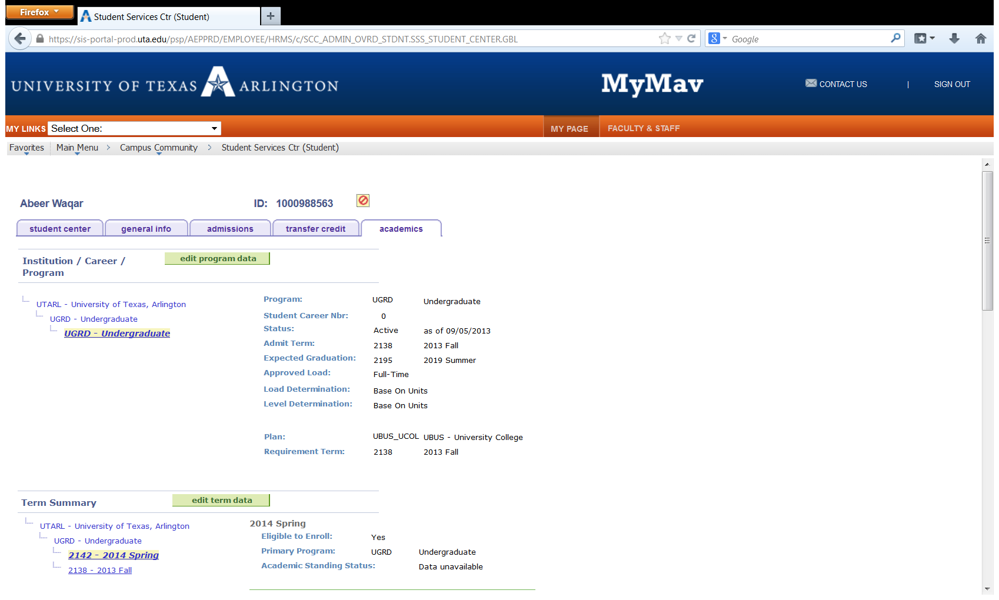 Firefox
Student Services Ctr (Student)
https://sis-portal-prod.uta.edu/psp/AEPPRD/EMPLOYEE/HRMS/c/SCC_ADMIN_OVRD_STDNT.SSS_STUDENT_CENTER.GBL
8 Google
UNIVERSITY OF TEXAS A ARLINGTON
MyMav
CONTACT US | SIGN OUT
MY LINKS Select One:
MY PAGE FACULTY & STAFF
Favorites Main Menu > Campus Community > Student Services Ctr (Student)
Abeer Waqar ID: 1000988563
student center general info admissions transfer credit academics
Institution / Career / Program
edit program data
UTARL - University of Texas, Arlington
UGRD - Undergraduate
UGRD - Undergraduate
Program: UGRD Undergraduate
Student Career Nbr: 0
Status: Active as of 09/05/2013
Admit Term: 2138 2013 Fall
Expected Graduation: 2195 2019 Summer
Approved Load: Full-Time
Load Determination: Base On Units
Level Determination: Base On Units
Plan: UBUS_UCOL UBUS - University College
Requirement Term: 2138 2013 Fall
Term Summary edit term data
UTARL - University of Texas, Arlington
UGRD - Undergraduate
2142 - 2014 Spring
2138 - 2013 Fall
2014 Spring
Eligible to Enroll: Yes
Primary Program: UGRD Undergraduate
Academic Standing Status: Data unavailable